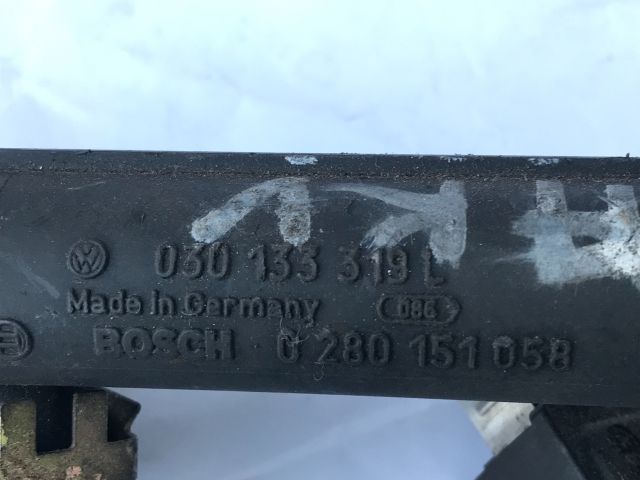 030 133 319 L
Made in Germany 086
BOSCH 0 280 151 058